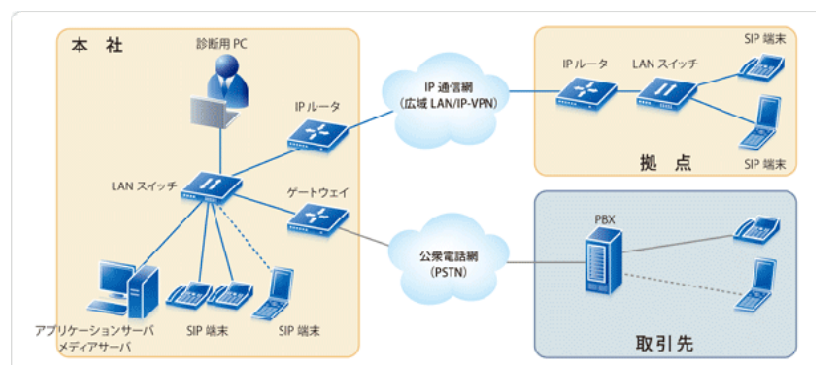 本 社
診断用 PC
IP ルータ
LAN スイッチ
ゲートウェイ
アプリケーションサーバ
メディアサーバ
SIP 端末
SIP 端末
IP 通信網
(広域 LAN/IP-VPN)
公衆電話網
(PSTN)
SIP 端末
IP ルータ
LAN スイッチ
SIP 端末
拠 点
PBX
取引先